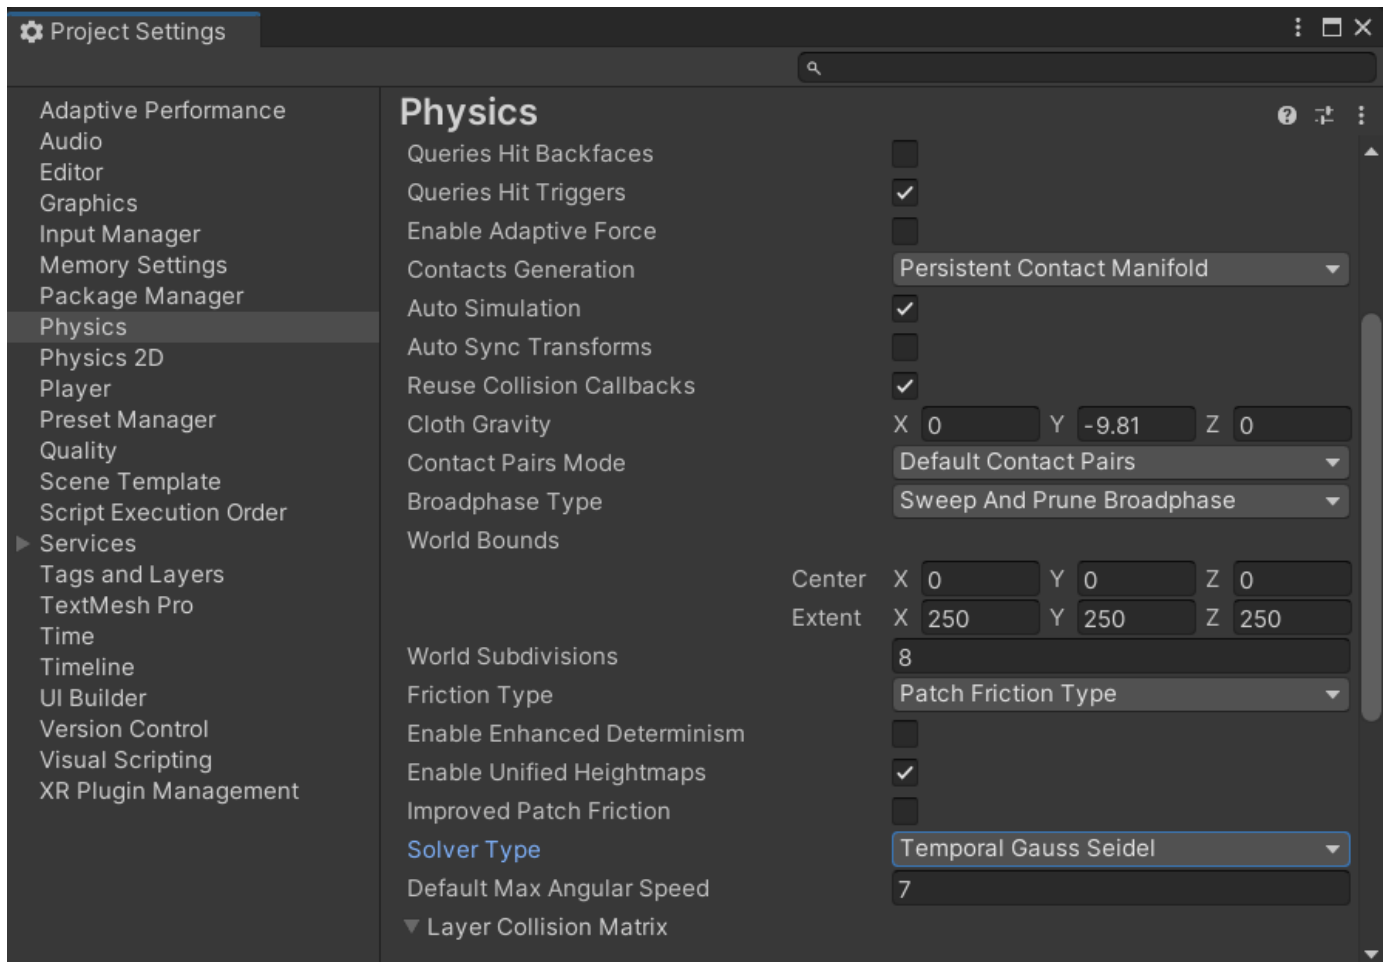 Project Settings
Adaptive Performance
Audio
Editor
Graphics
Input Manager
Memory Settings
Package Manager
Physics
Physics 2D
Player
Preset Manager
Quality
Scene Template
Script Execution Order
Services
Tags and Layers
TextMesh Pro
Time
Timeline
UI Builder
Version Control
Visual Scripting
XR Plugin Management
Physics
Queries Hit Backfaces
Queries Hit Triggers
Enable Adaptive Force
Contacts Generation Persistent Contact Manifold
Auto Simulation
Auto Sync Transforms
Reuse Collision Callbacks
Cloth Gravity X 0 Y -9.81 Z 0
Contact Pairs Mode Default Contact Pairs
Broadphase Type Sweep And Prune Broadphase
World Bounds
Center X 0 Y 0 Z 0
Extent X 250 Y 250 Z 250
World Subdivisions 8
Friction Type Patch Friction Type
Enable Enhanced Determinism
Enable Unified Heightmaps
Improved Patch Friction
Solver Type Temporal Gauss Seidel
Default Max Angular Speed 7
Layer Collision Matrix